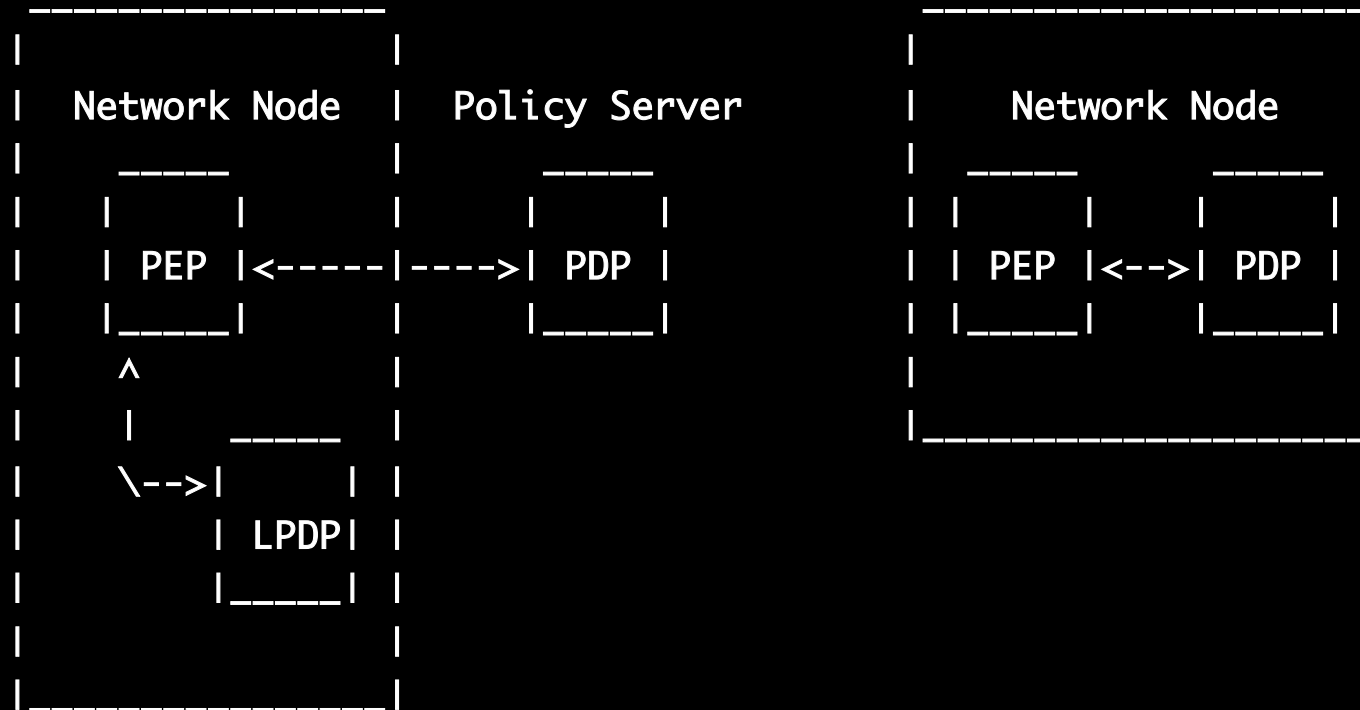 Network Node Policy Server Network Node
PEP <-----|----> PDP PEP <--> PDP
LPDP